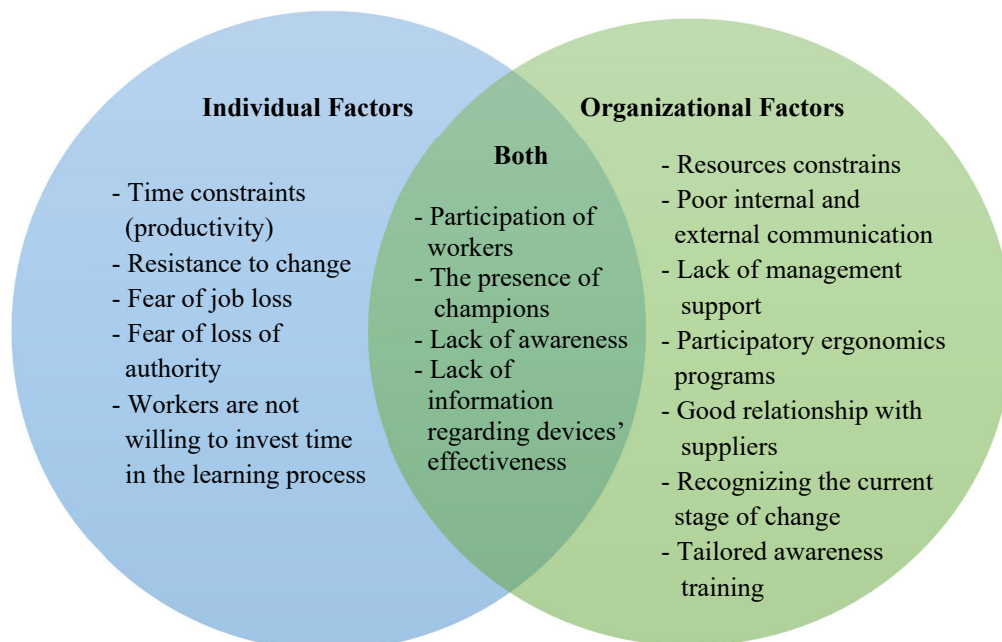 Individual Factors
- Time constraints
(productivity)
- Resistance to change
- Fear of job loss
- Fear of loss of
authority
- Workers are not
willing to invest time
in the learning process
Both
- Participation of
workers
- The presence of
champions
- Lack of awareness
- Lack of
information
regarding devices’
effectiveness
Organizational Factors
- Resources constrains
- Poor internal and
external communication
- Lack of management
support
- Participatory ergonomics
programs
- Good relationship with
suppliers
- Recognizing the current
stage of change
- Tailored awareness
training